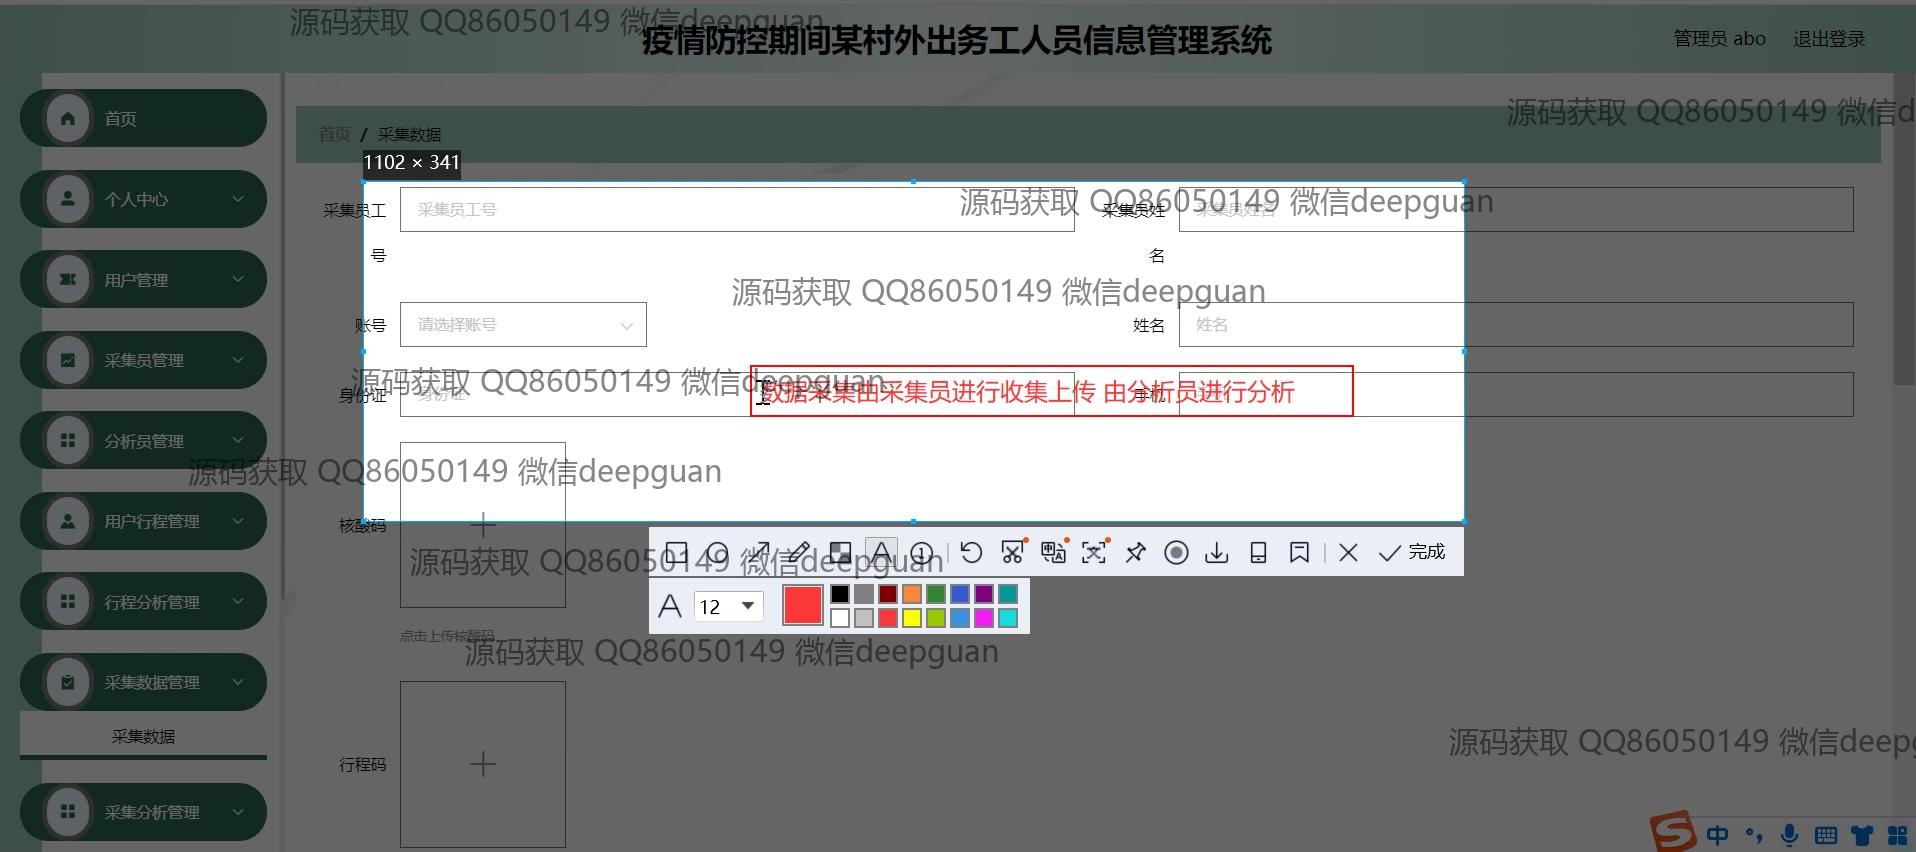 源码获取 QQ86050149 微信deepguan
疫情防控期间某村外出务工人员信息管理系统
管理员 abo
退出登录
首页
源码获取 QQ86050149 微信d
首页 / 采集数据
1102 × 341
个人中心
采集员工号
采集员工号
采集员姓名
采集员姓名
源码获取 QQ86050149 微信deepguan
用户管理
源码获取 QQ86050149 微信deepguan
账号
请选择账号
姓名
姓名
采集员管理
源码获取 QQ86050149 微信deepguan
身份证
身份证
数据采集由采集员进行收集上传 由分析员进行分析
手机
分析员管理
源码获取 QQ86050149 微信deepguan
用户行程管理
核酸码
完成
源码获取 QQ86050149 微信deepguan
A 12
行程分析管理
点击上传核酸码
源码获取 QQ86050149 微信deepguan
采集数据管理
采集数据
源码获取 QQ86050149 微信deepg
行程码
采集分析管理
中